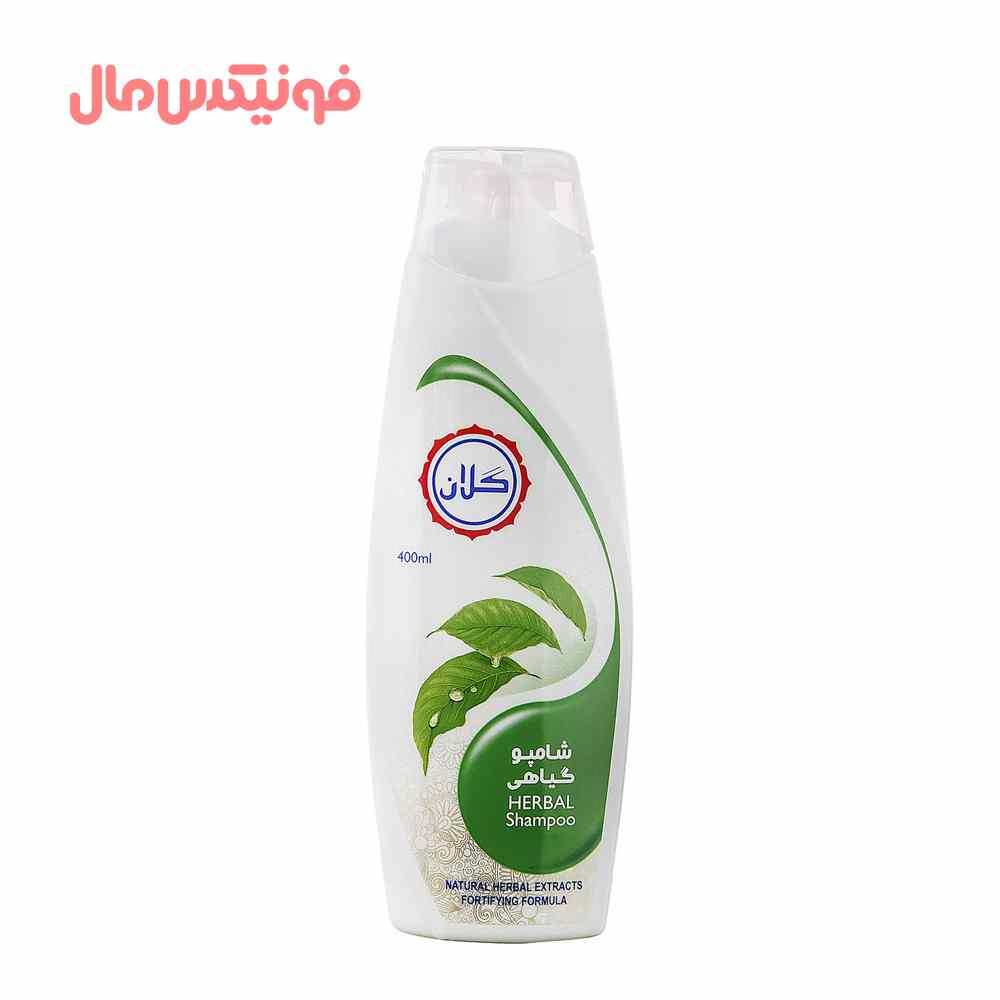 فونیکس‌مال
گلان
400ml
شامپو
گیاهی
HERBAL
Shampoo
NATURAL HERBAL EXTRACTS
FORTIFYING FORMULA